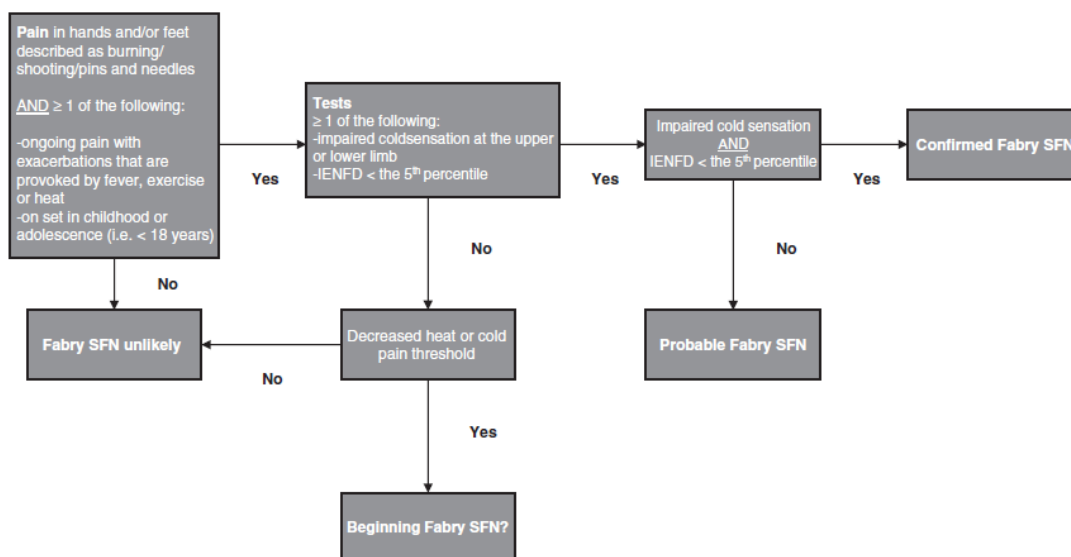 Pain in hands and/or feet
described as burning/
shooting/pins and needles
AND ≥ 1 of the following:
-ongoing pain with
exacerbations that are
provoked by fever, exercise
or heat
-on set in childhood or
adolescence (i.e. < 18 years)
Yes
Tests
≥ 1 of the following:
-impaired coldsensation at the upper
or lower limb
-IENFD < the 5th percentile
Yes
Impaired cold sensation
AND
IENFD < the 5th percentile
Yes
Confirmed Fabry SFN
No
No
No
Fabry SFN unlikely
No
Decreased heat or cold
pain threshold
Probable Fabry SFN
Yes
Beginning Fabry SFN?